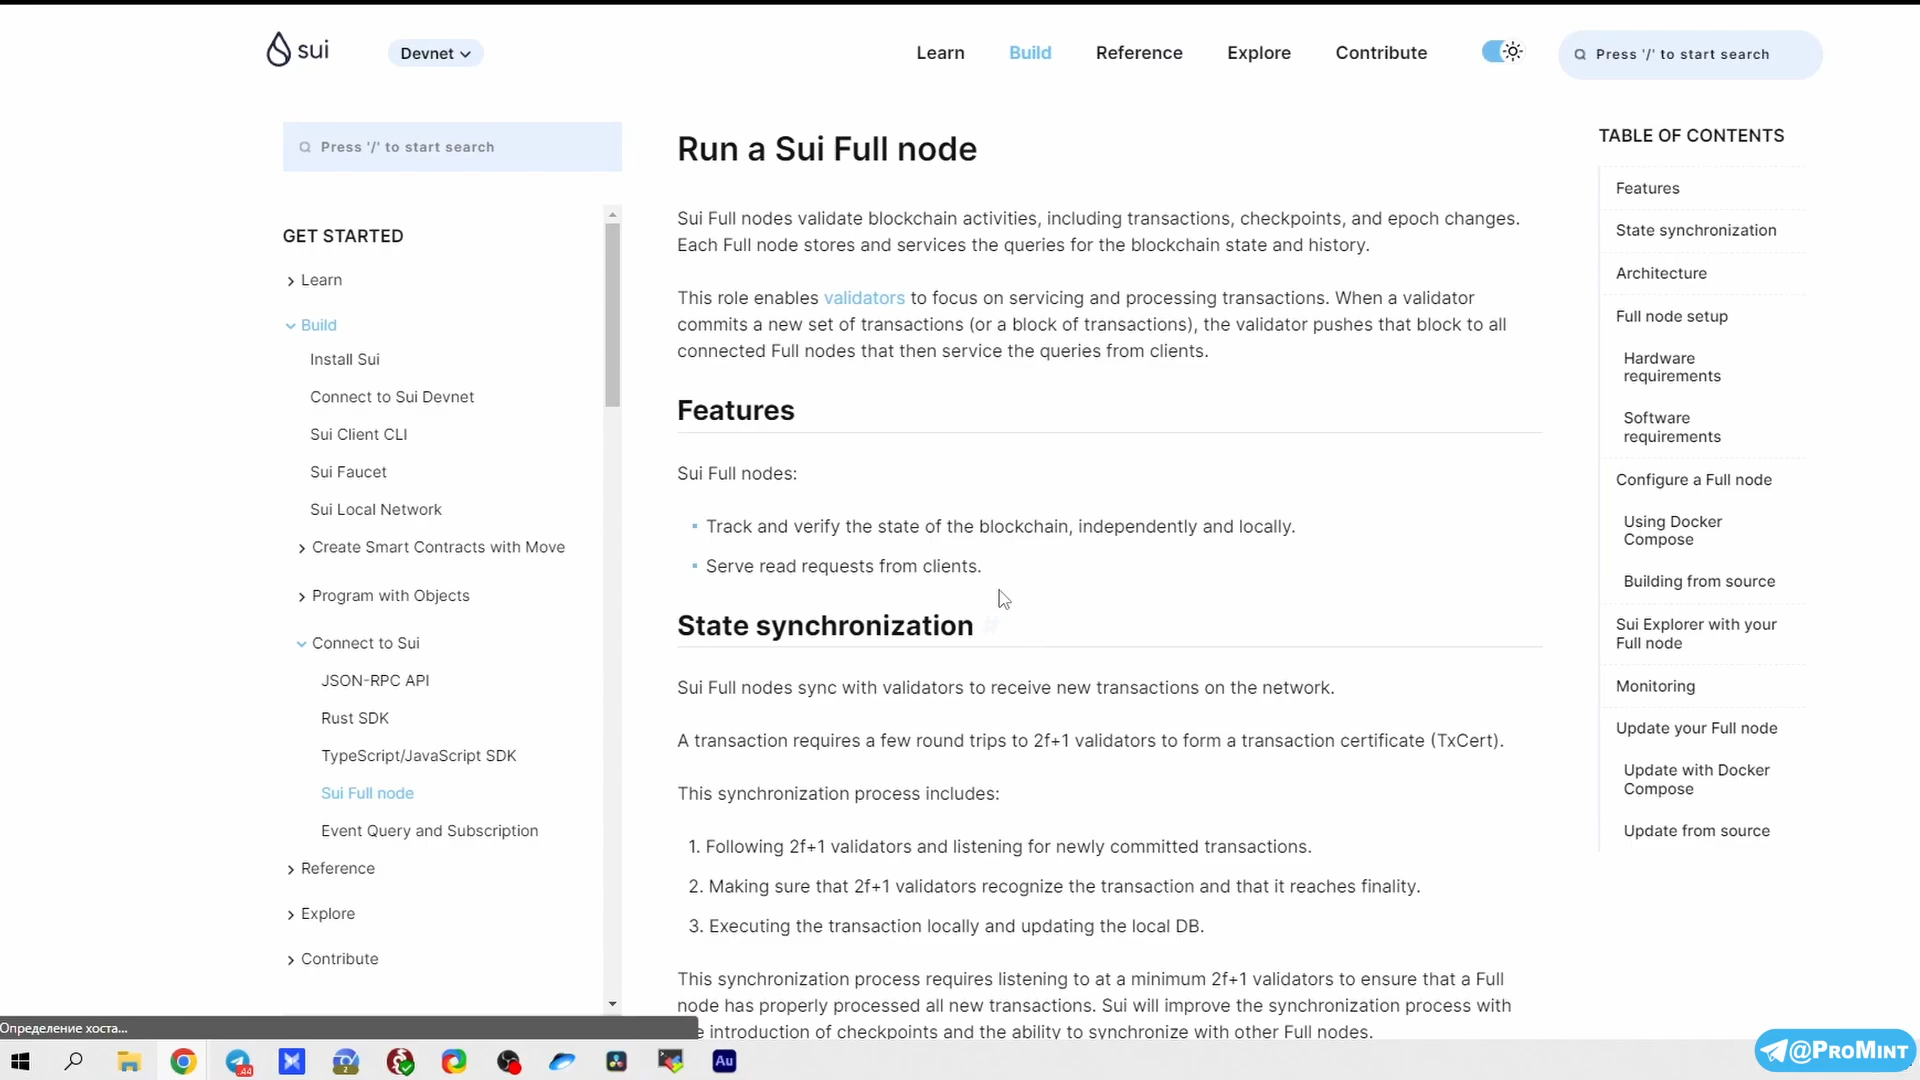 sui
Devnet
Learn
Build
Reference
Explore
Contribute
Press '/' to start search
Press '/' to start search
GET STARTED
Learn
Build
Install Sui
Connect to Sui Devnet
Sui Client CLI
Sui Faucet
Sui Local Network
Create Smart Contracts with Move
Program with Objects
Connect to Sui
JSON-RPC API
Rust SDK
TypeScript/JavaScript SDK
Sui Full node
Event Query and Subscription
Reference
Explore
Contribute
Run a Sui Full node
Sui Full nodes validate blockchain activities, including transactions, checkpoints, and epoch changes.
Each Full node stores and services the queries for the blockchain state and history.
This role enables validators to focus on servicing and processing transactions. When a validator
commits a new set of transactions (or a block of transactions), the validator pushes that block to all
connected Full nodes that then service the queries from clients.
Features
Sui Full nodes:
Track and verify the state of the blockchain, independently and locally.
Serve read requests from clients.
State synchronization #
Sui Full nodes sync with validators to receive new transactions on the network.
A transaction requires a few round trips to 2f+1 validators to form a transaction certificate (TxCert).
This synchronization process includes:
1. Following 2f+1 validators and listening for newly committed transactions.
2. Making sure that 2f+1 validators recognize the transaction and that it reaches finality.
3. Executing the transaction locally and updating the local DB.
This synchronization process requires listening to at a minimum 2f+1 validators to ensure that a Full
node has properly processed all new transactions. Sui will improve the synchronization process with
e introduction of checkpoints and the ability to synchronize with other Full nodes.
TABLE OF CONTENTS
Features
State synchronization
Architecture
Full node setup
Hardware
requirements
Software
requirements
Configure a Full node
Using Docker
Compose
Building from source
Sui Explorer with your
Full node
Monitoring
Update your Full node
Update with Docker
Compose
Update from source
Определение хоста...
44
2
Au
@ProMint